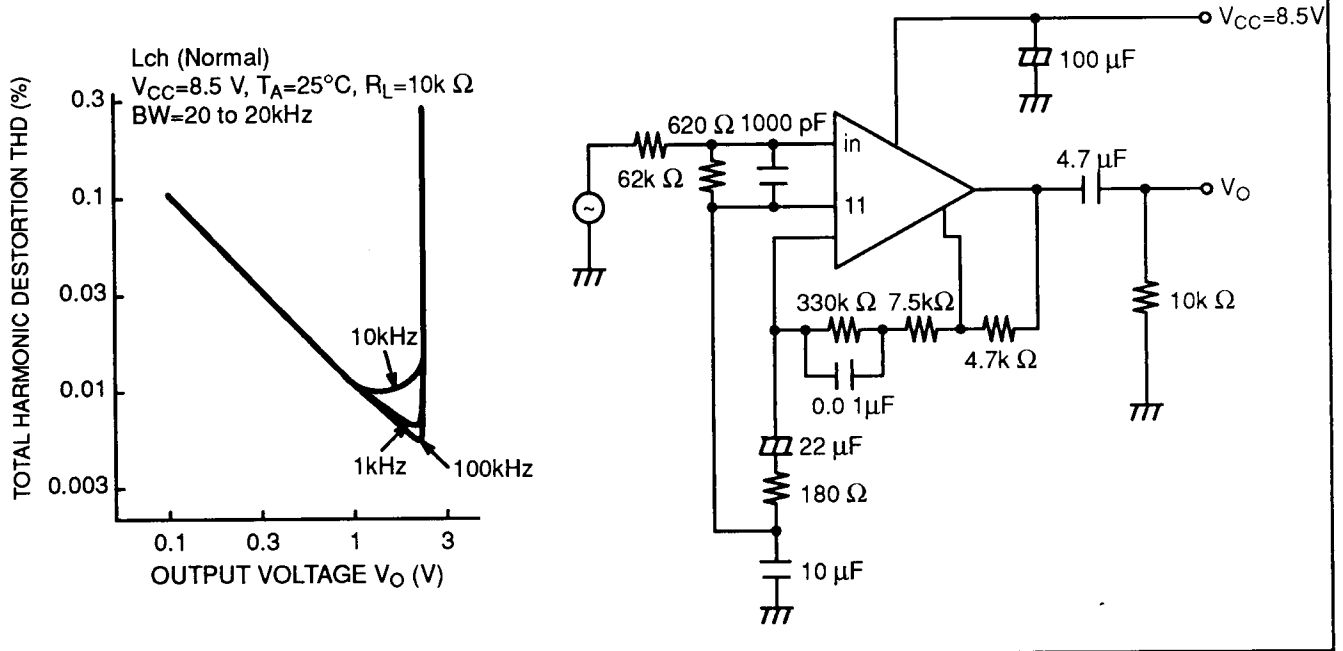 Lch (Normal)
VCC=8.5 V, TA=25°C, RL=10k Ω
BW=20 to 20kHz
TOTAL HARMONIC DESTORTION THD (%)
0.3
0.1
0.03
0.01
0.003
10kHz
1kHz
100kHz
0.1 0.3 1 3
OUTPUT VOLTAGE VO (V)
VCC=8.5V
100 µF
620 Ω 1000 pF
62k Ω
in
11
~
4.7 µF
VO
10k Ω
330k Ω 7.5kΩ
4.7k Ω
0.0 1µF
22 µF
180 Ω
10 µF